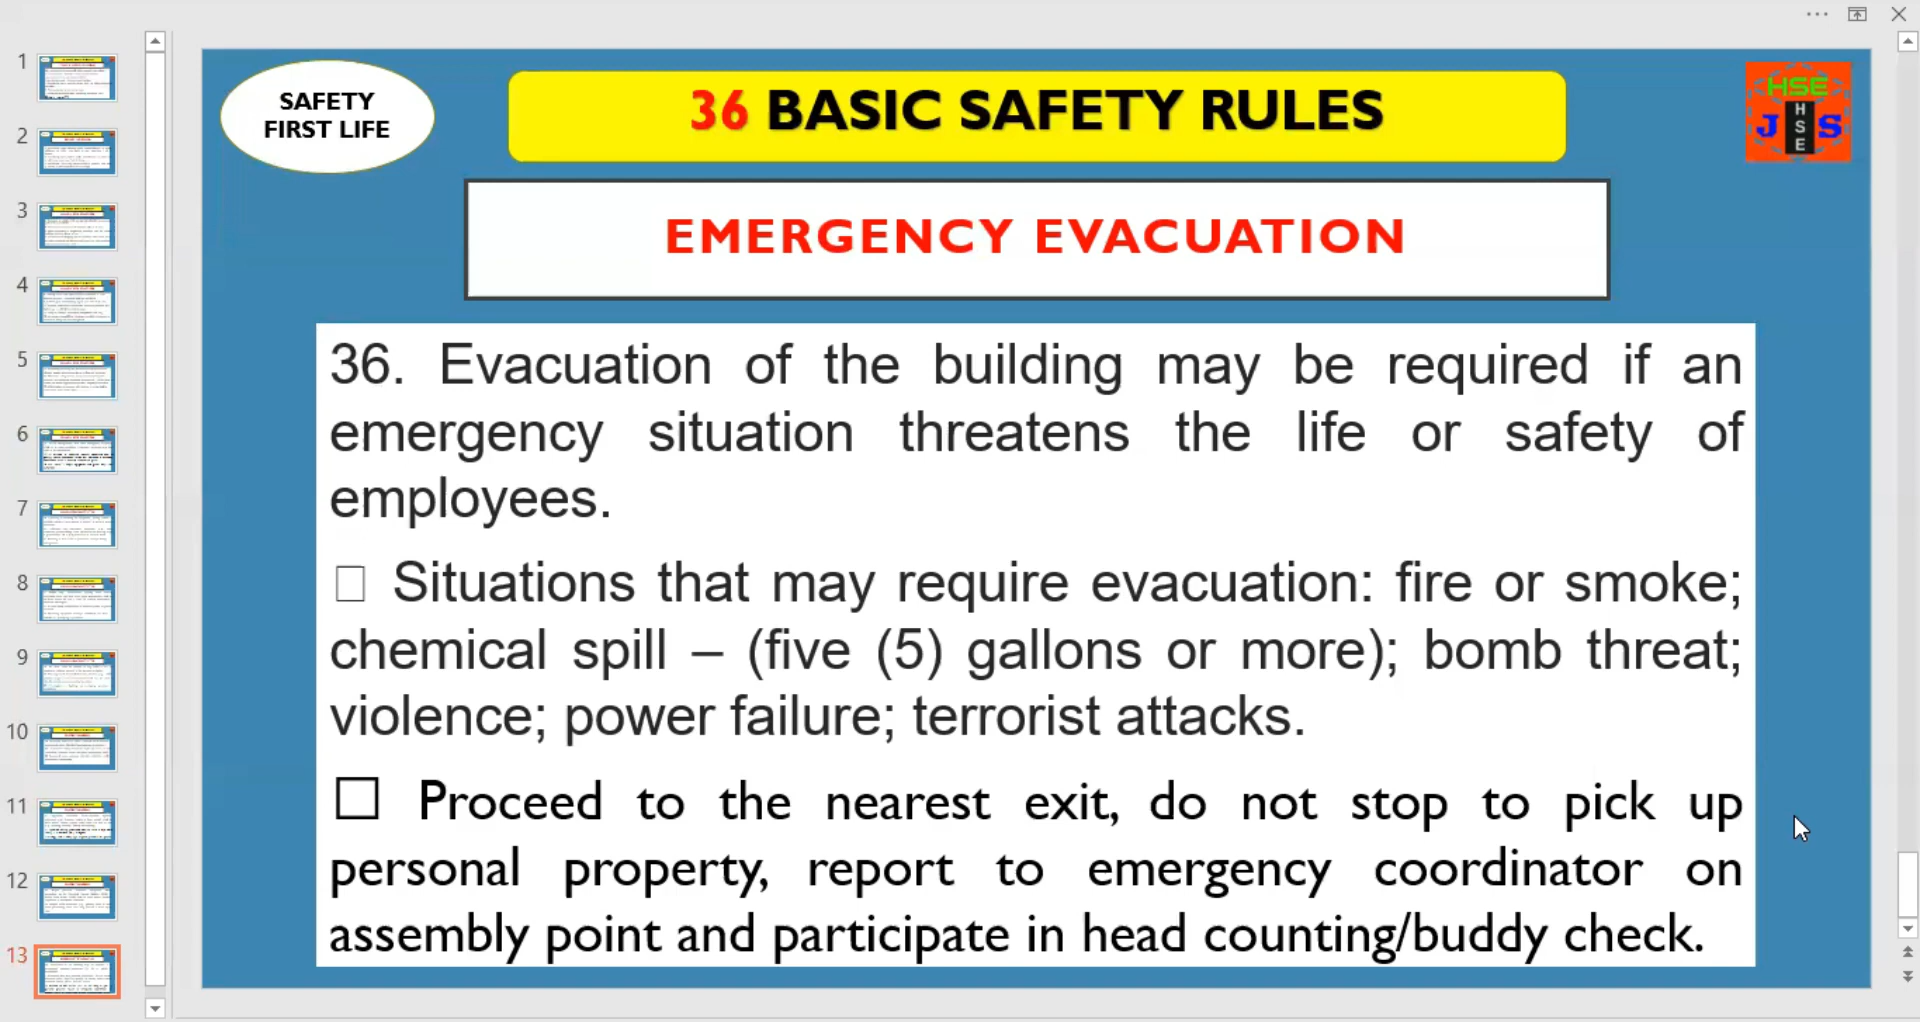 1
2
3
4
5
6
7
8
9
10
11
12
13
SAFETY
FIRST LIFE
36 BASIC SAFETY RULES
HSE
J
H
S
E
S
EMERGENCY EVACUATION
36. Evacuation of the building may be required if an
emergency situation threatens the life or safety of
employees.
Situations that may require evacuation: fire or smoke;
chemical spill – (five (5) gallons or more); bomb threat;
violence; power failure; terrorist attacks.
☐ Proceed to the nearest exit, do not stop to pick up
personal property, report to emergency coordinator on
assembly point and participate in head counting/buddy check.